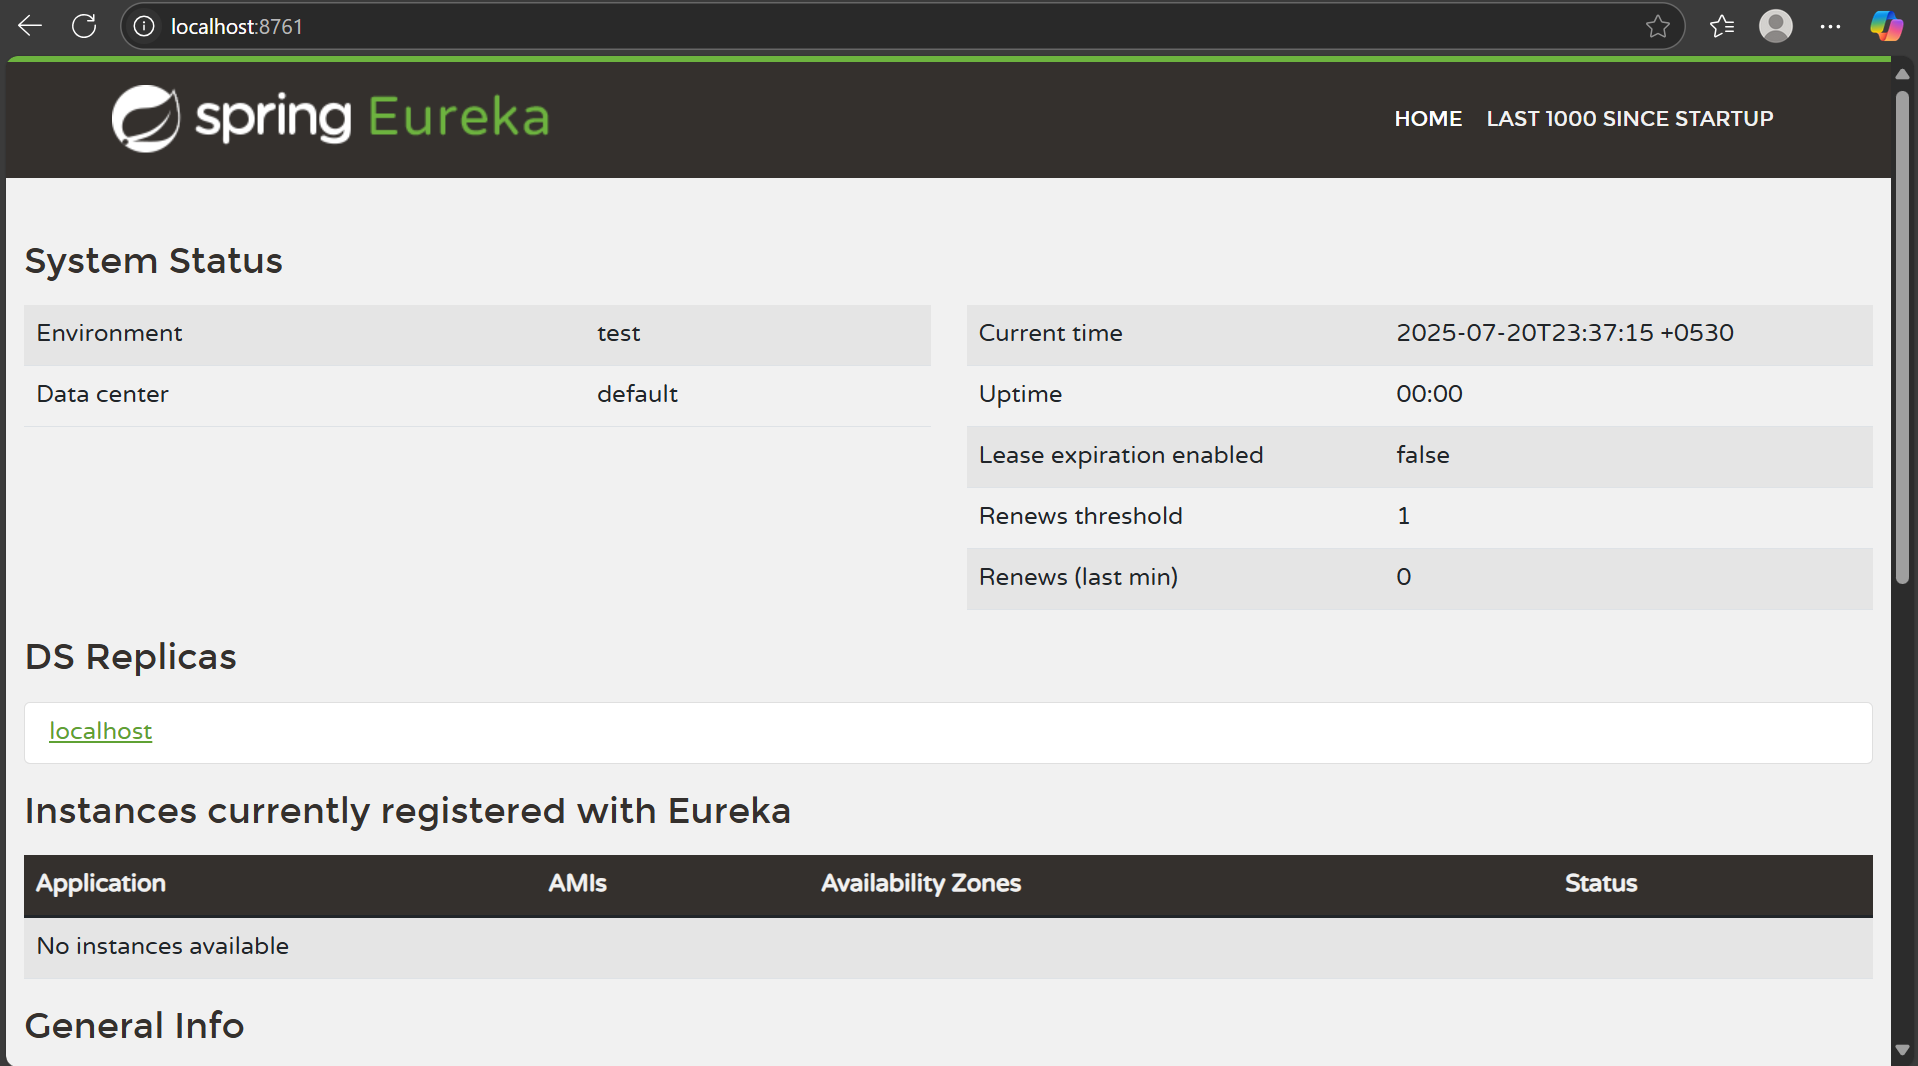 localhost:8761
spring Eureka
HOME LAST 1000 SINCE STARTUP
System Status
Environment test
Data center default
Current time 2025-07-20T23:37:15 +0530
Uptime 00:00
Lease expiration enabled false
Renews threshold 1
Renews (last min) 0
DS Replicas
localhost
Instances currently registered with Eureka
Application AMIs Availability Zones Status
No instances available
General Info